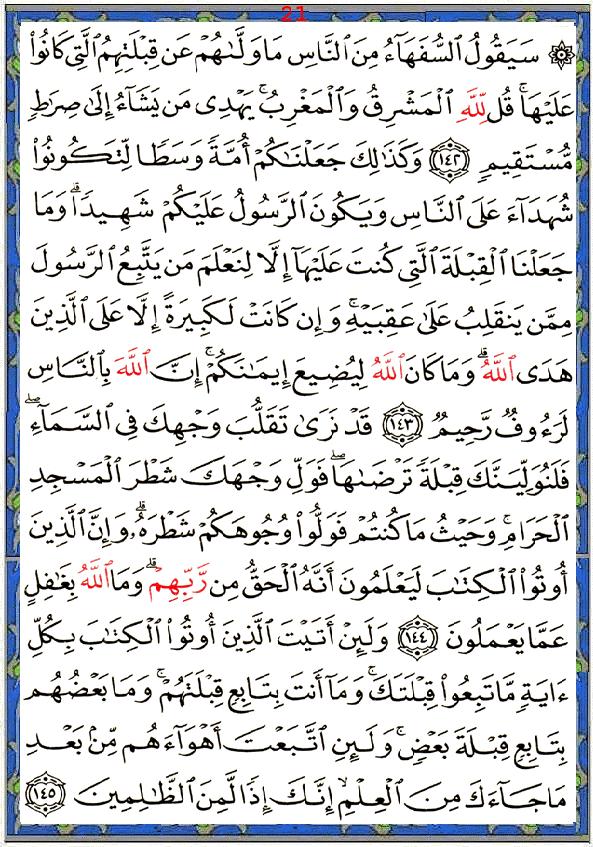 21
۞ سَيَقُولُ ٱلسُّفَهَآءُ مِنَ ٱلنَّاسِ مَا وَلَّىٰهُمْ عَن قِبْلَتِهِمُ ٱلَّتِى كَانُوا۟
عَلَيْهَا ۚ قُل لِّلَّهِ ٱلْمَشْرِقُ وَٱلْمَغْرِبُ ۚ يَهْدِى مَن يَشَآءُ إِلَىٰ صِرَٰطٍ
مُّسْتَقِيمٍ ١٤٢ وَكَذَٰلِكَ جَعَلْنَٰكُمْ أُمَّةً وَسَطًا لِّتَكُونُوا۟
شُهَدَآءَ عَلَى ٱلنَّاسِ وَيَكُونَ ٱلرَّسُولُ عَلَيْكُمْ شَهِيدًا ۗ وَمَا
جَعَلْنَا ٱلْقِبْلَةَ ٱلَّتِى كُنتَ عَلَيْهَآ إِلَّا لِنَعْلَمَ مَن يَتَّبِعُ ٱلرَّسُولَ
مِمَّن يَنقَلِبُ عَلَىٰ عَقِبَيْهِ ۚ وَإِن كَانَتْ لَكَبِيرَةً إِلَّا عَلَى ٱلَّذِينَ
هَدَى ٱللَّهُ ۗ وَمَا كَانَ ٱللَّهُ لِيُضِيعَ إِيمَٰنَكُمْ ۚ إِنَّ ٱللَّهَ بِٱلنَّاسِ
لَرَءُوفٌ رَّحِيمٌ ١٤٣ قَدْ نَرَىٰ تَقَلُّبَ وَجْهِكَ فِى ٱلسَّمَآءِ ۖ
فَلَنُوَلِّيَنَّكَ قِبْلَةً تَرْضَىٰهَا ۚ فَوَلِّ وَجْهَكَ شَطْرَ ٱلْمَسْجِدِ
ٱلْحَرَامِ ۚ وَحَيْثُ مَا كُنتُمْ فَوَلُّوا۟ وُجُوهَكُمْ شَطْرَهُۥ ۗ وَإِنَّ ٱلَّذِينَ
أُوتُوا۟ ٱلْكِتَٰبَ لَيَعْلَمُونَ أَنَّهُ ٱلْحَقُّ مِن رَّبِّهِمْ ۗ وَمَا ٱللَّهُ بِغَٰفِلٍ
عَمَّا يَعْمَلُونَ ١٤٤ وَلَئِنْ أَتَيْتَ ٱلَّذِينَ أُوتُوا۟ ٱلْكِتَٰبَ بِكُلِّ
ءَايَةٍ مَّا تَبِعُوا۟ قِبْلَتَكَ ۚ وَمَآ أَنتَ بِتَابِعٍ قِبْلَتَهُمْ ۚ وَمَا بَعْضُهُم
بِتَابِعٍ قِبْلَةَ بَعْضٍ ۚ وَلَئِنِ ٱتَّبَعْتَ أَهْوَآءَهُم مِّنۢ بَعْدِ
مَا جَآءَكَ مِنَ ٱلْعِلْمِ ۙ إِنَّكَ إِذًا لَّمِنَ ٱلظَّٰلِمِينَ ١٤٥